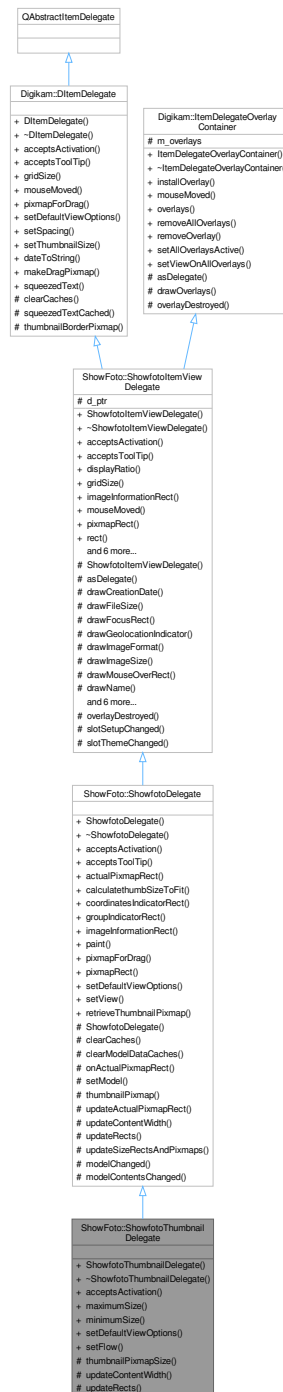 QAbstractItemDelegate
Digikam::DItemDelegate
+ DItemDelegate()
+ ~DItemDelegate()
+ acceptsActivation()
+ acceptsToolTip()
+ gridSize()
+ mouseMoved()
+ pixmapForDrag()
+ setDefaultViewOptions()
+ setSpacing()
+ setThumbnailSize()
+ dateToString()
+ makeDragPixmap()
+ squeezedText()
# clearCaches()
# squeezedTextCached()
# thumbnailBorderPixmap()
Digikam::ItemDelegateOverlay
Container
# m_overlays
+ ItemDelegateOverlayContainer()
+ ~ItemDelegateOverlayContainer
+ installOverlay()
+ mouseMoved()
+ overlays()
+ removeAllOverlays()
+ removeOverlay()
+ setAllOverlaysActive()
+ setViewOnAllOverlays()
# asDelegate()
# drawOverlays()
# overlayDestroyed()
ShowFoto::ShowfotoItemView
Delegate
# d_ptr
+ ShowfotoItemViewDelegate()
+ ~ShowfotoItemViewDelegate()
+ acceptsActivation()
+ acceptsToolTip()
+ displayRatio()
+ gridSize()
+ imageInformationRect()
+ mouseMoved()
+ pixmapRect()
+ rect()
and 6 more...
# ShowfotoItemViewDelegate()
# asDelegate()
# drawCreationDate()
# drawFileSize()
# drawFocusRect()
# drawGeolocationIndicator()
# drawImageFormat()
# drawImageSize()
# drawMouseOverRect()
# drawName()
and 6 more...
# overlayDestroyed()
# slotSetupChanged()
# slotThemeChanged()
ShowFoto::ShowfotoDelegate
+ ShowfotoDelegate()
+ ~ShowfotoDelegate()
+ acceptsActivation()
+ acceptsToolTip()
+ actualPixmapRect()
+ calculatethumbSizeToFit()
+ coordinatesIndicatorRect()
+ groupIndicatorRect()
+ imageInformationRect()
+ paint()
+ pixmapForDrag()
+ pixmapRect()
+ setDefaultViewOptions()
+ setView()
+ retrieveThumbnailPixmap()
# ShowfotoDelegate()
# clearCaches()
# clearModelDataCaches()
# onActualPixmapRect()
# setModel()
# thumbnailPixmap()
# updateActualPixmapRect()
# updateContentWidth()
# updateRects()
# updateSizeRectsAndPixmaps()
# modelChanged()
# modelContentsChanged()
ShowFoto::ShowfotoThumbnail
Delegate
+ ShowfotoThumbnailDelegate()
+ ~ShowfotoThumbnailDelegate()
+ acceptsActivation()
+ maximumSize()
+ minimumSize()
+ setDefaultViewOptions()
+ setFlow()
# thumbnailPixmapSize()
# updateContentWidth()
# updateRects()